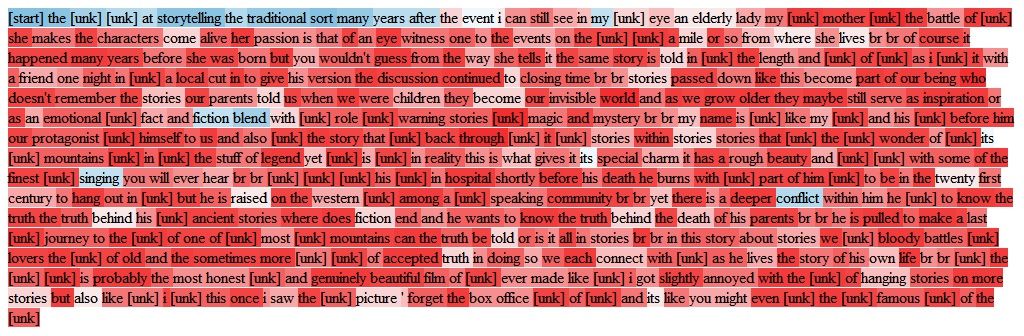 [start] the [unk] [unk] at storytelling the traditional sort many years after the event i can still see in my [unk] eye an elderly lady my [unk] mother [unk] the battle of [unk]
she makes the characters come alive her passion is that of an eye witness one to the events on the [unk] [unk] a mile or so from where she lives br br of course it
happened many years before she was born but you wouldn't guess from the way she tells it the same story is told in [unk] the length and [unk] of [unk] as i [unk] it with
a friend one night in [unk] a local cut in to give his version the discussion continued to closing time br br stories passed down like this become part of our being who
doesn't remember the stories our parents told us when we were children they become our invisible world and as we grow older they maybe still serve as inspiration or
as an emotional [unk] fact and fiction blend with [unk] role [unk] warning stories [unk] magic and mystery br br my name is [unk] like my [unk] and his [unk] before him
our protagonist [unk] himself to us and also [unk] the story that [unk] back through [unk] it [unk] stories within stories stories that [unk] the [unk] wonder of [unk] its
[unk] mountains [unk] in [unk] the stuff of legend yet [unk] is [unk] in reality this is what gives it its special charm it has a rough beauty and [unk] [unk] with some of the
finest [unk] singing you will ever hear br br [unk] [unk] [unk] his [unk] in hospital shortly before his death he burns with [unk] part of him [unk] to be in the twenty first
century to hang out in [unk] but he is raised on the western [unk] among a [unk] speaking community br br yet there is a deeper conflict within him he [unk] to know the
truth the truth behind his [unk] ancient stories where does fiction end and he wants to know the truth behind the death of his parents br br he is pulled to make a last
[unk] journey to the [unk] of one of [unk] most [unk] mountains can the truth be told or is it all in stories br br in this story about stories we [unk] bloody battles [unk]
lovers the [unk] of old and the sometimes more [unk] [unk] of accepted truth in doing so we each connect with [unk] as he lives the story of his own life br br [unk] the
[unk] [unk] is probably the most honest [unk] and genuinely beautiful film of [unk] ever made like [unk] i got slightly annoyed with the [unk] of hanging stories on more
stories but also like [unk] i [unk] this once i saw the [unk] picture ' forget the box office [unk] of [unk] and its like you might even [unk] the [unk] famous [unk] of the
[unk]